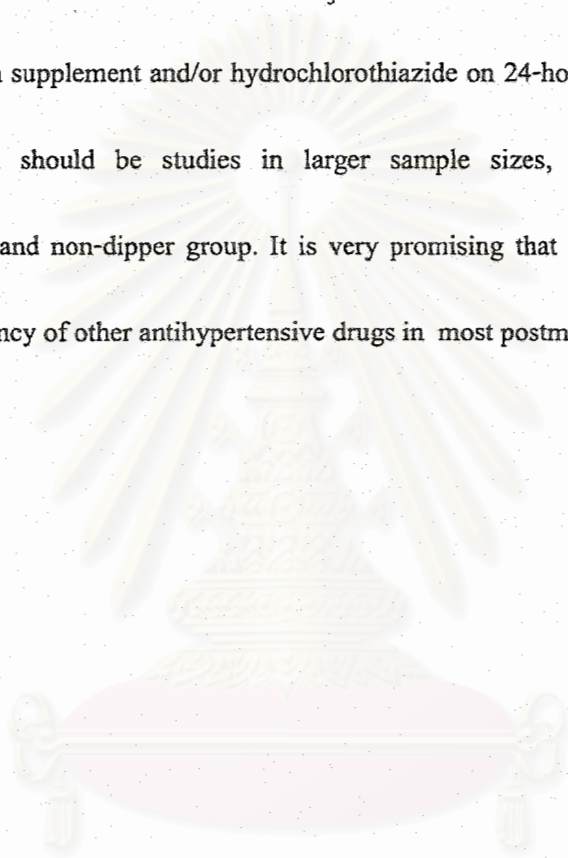 supplement and/or hydrochlorothiazide on 24-ho
should be studies in larger sample sizes,
and non-dipper group. It is very promising that
ncy of other antihypertensive drugs in most postm